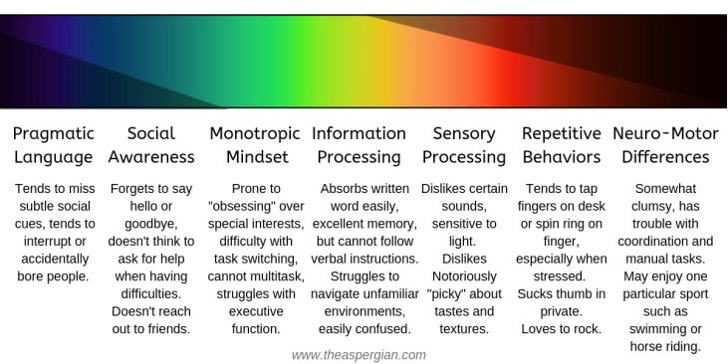 Pragmatic
Language
Tends to miss
subtle social
cues, tends to
interrupt or
accidentally
bore people.
Social
Awareness
Forgets to say
hello or
goodbye,
doesn't think to
ask for help
when having
difficulties.
Doesn't reach
out to friends.
Monotropic
Mindset
Prone to
"obsessing" over
special interests,
difficulty with
task switching,
cannot multitask,
struggles with
executive
function.
Information
Processing
Absorbs written
word easily,
excellent memory,
but cannot follow
verbal instructions.
Struggles to
navigate unfamiliar
environments,
easily confused.
Sensory
Processing
Dislikes certain
sounds,
sensitive to
light.
Dislikes
Notoriously
"picky" about
tastes and
textures.
Repetitive
Behaviors
Tends to tap
fingers on desk
or spin ring on
finger,
especially when
stressed.
Sucks thumb in
private.
Loves to rock.
Neuro-Motor
Differences
Somewhat
clumsy, has
trouble with
coordination and
manual tasks.
May enjoy one
particular sport
such as
swimming or
horse riding.
www.theaspergian.com